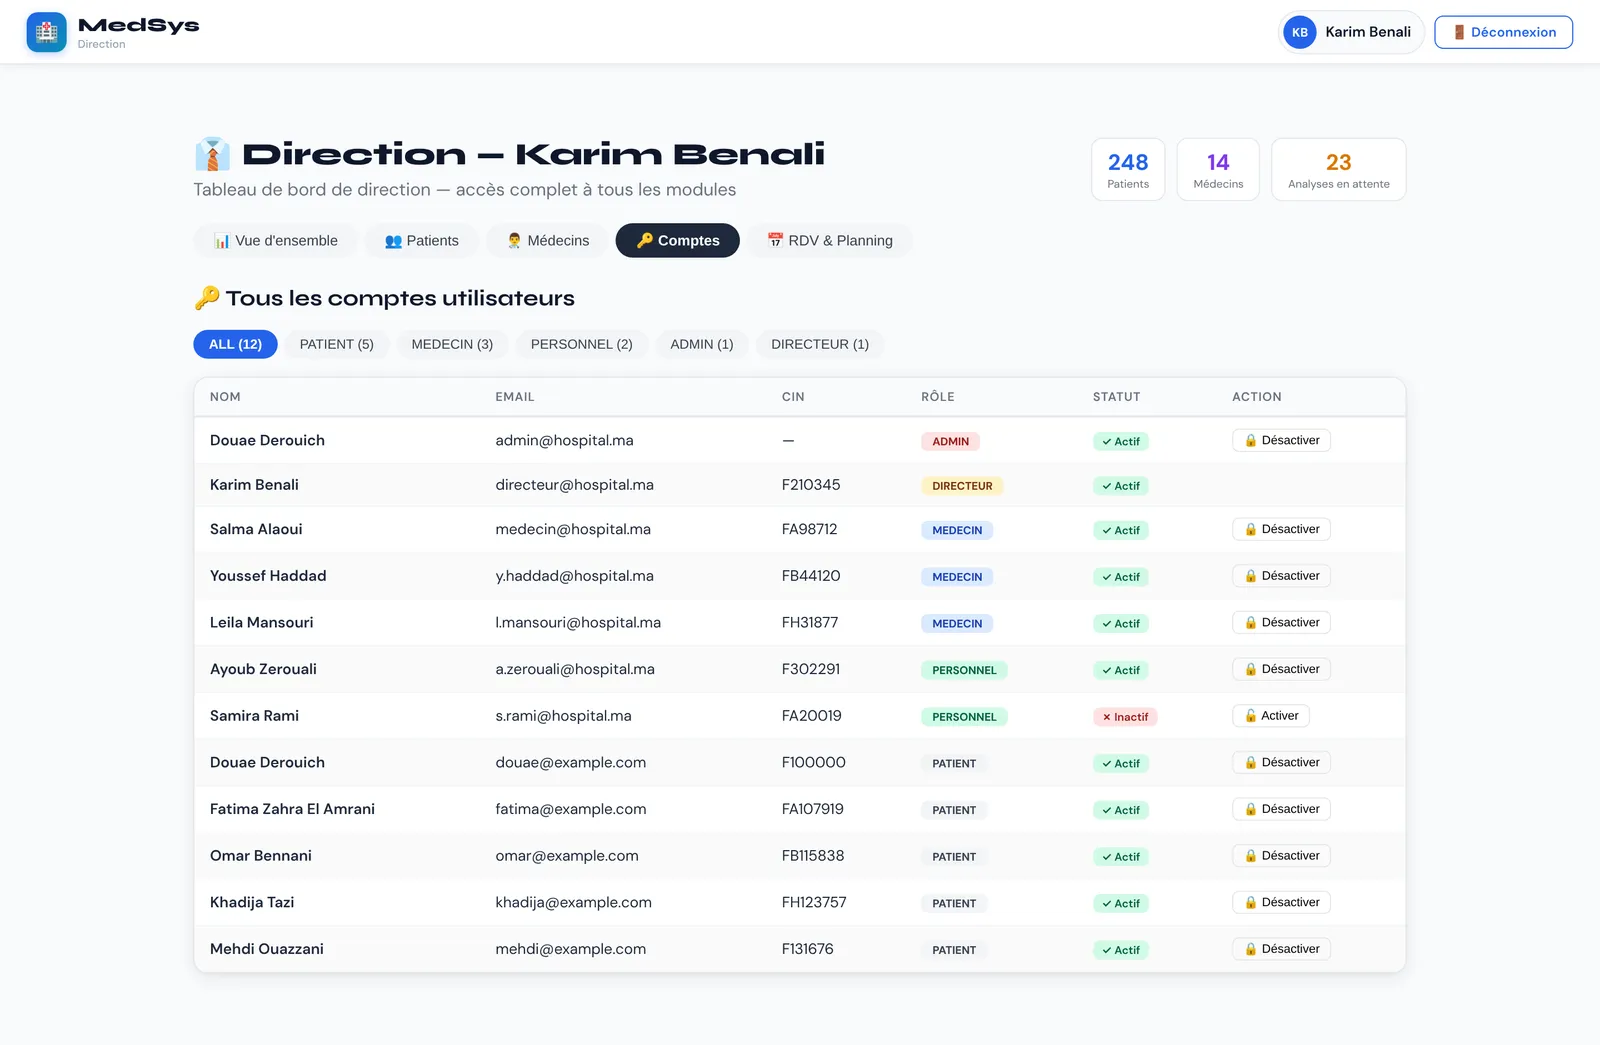 MedSys
Direction
KB Karim Benali
Déconnexion
Direction – Karim Benali
Tableau de bord de direction — accès complet à tous les modules
248 Patients
14 Médecins
23 Analyses en attente
Vue d'ensemble Patients Médecins Comptes RDV & Planning
Tous les comptes utilisateurs
ALL (12) PATIENT (5) MEDECIN (3) PERSONNEL (2) ADMIN (1) DIRECTEUR (1)
NOM EMAIL CIN RÔLE STATUT ACTION
Douae Derouich admin@hospital.ma — ADMIN ✓ Actif Désactiver
Karim Benali directeur@hospital.ma F210345 DIRECTEUR ✓ Actif
Salma Alaoui medecin@hospital.ma FA98712 MEDECIN ✓ Actif Désactiver
Youssef Haddad y.haddad@hospital.ma FB44120 MEDECIN ✓ Actif Désactiver
Leila Mansouri l.mansouri@hospital.ma FH31877 MEDECIN ✓ Actif Désactiver
Ayoub Zerouali a.zerouali@hospital.ma F302291 PERSONNEL ✓ Actif Désactiver
Samira Rami s.rami@hospital.ma FA20019 PERSONNEL × Inactif Activer
Douae Derouich douae@example.com F100000 PATIENT ✓ Actif Désactiver
Fatima Zahra El Amrani fatima@example.com FA107919 PATIENT ✓ Actif Désactiver
Omar Bennani omar@example.com FB115838 PATIENT ✓ Actif Désactiver
Khadija Tazi khadija@example.com FH123757 PATIENT ✓ Actif Désactiver
Mehdi Ouazzani mehdi@example.com F131676 PATIENT ✓ Actif Désactiver